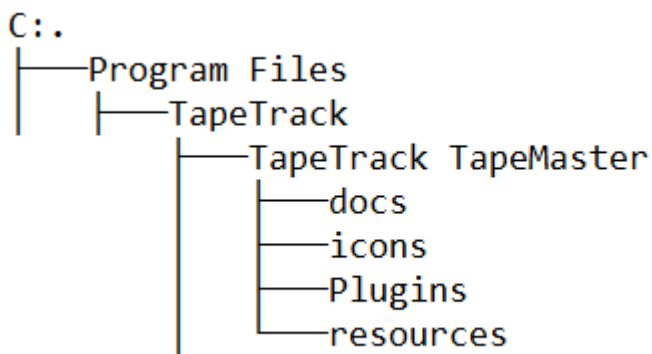 C:.
Program Files
TapeTrack
TapeTrack TapeMaster
docs
icons
Plugins
resources